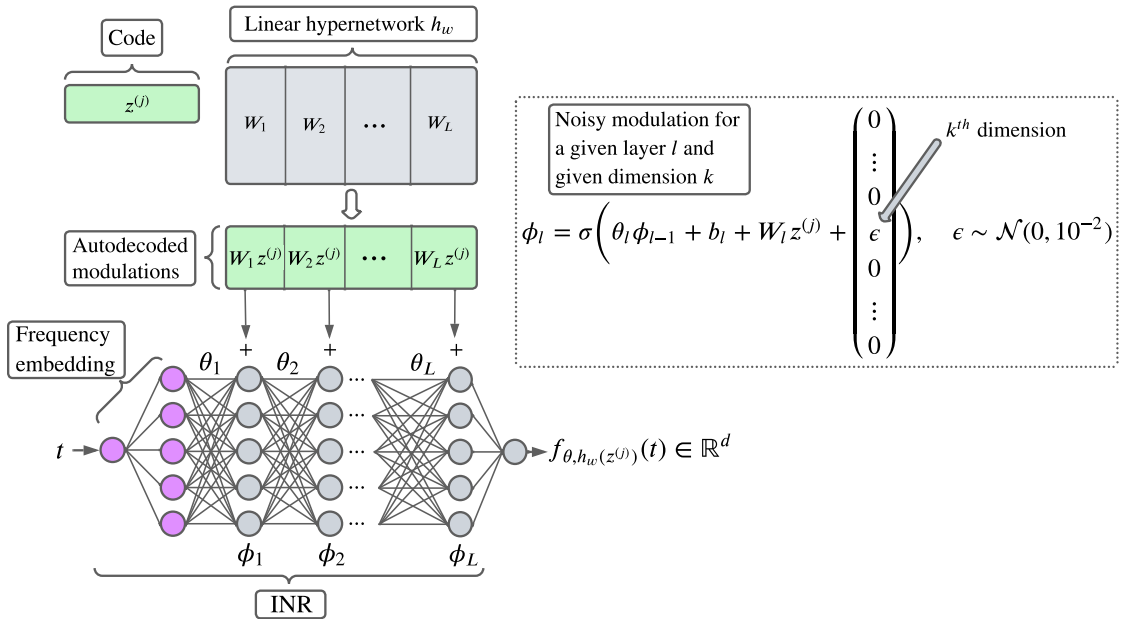 Code
Linear hypernetwork h_w
z^{(j)}
W_1 W_2 ... W_L
Autodecoded
modulations
W_1 z^{(j)} W_2 z^{(j)} ... W_L z^{(j)}
Frequency
embedding
+ + +
θ_1 θ_2 θ_L
... ...
t
f_{θ,h_w(z^{(j)})}(t) ∈ ℝ^d
... ...
ϕ_1 ϕ_2 ϕ_L
INR
Noisy modulation for
a given layer l and
given dimension k
k^{th} dimension
ϕ_l = σ(θ_l ϕ_{l−1} + b_l + W_l z^{(j)} + (0 ⋮ 0 ϵ 0 ⋮ 0)), ϵ ∼ 𝒩(0, 10^{−2})